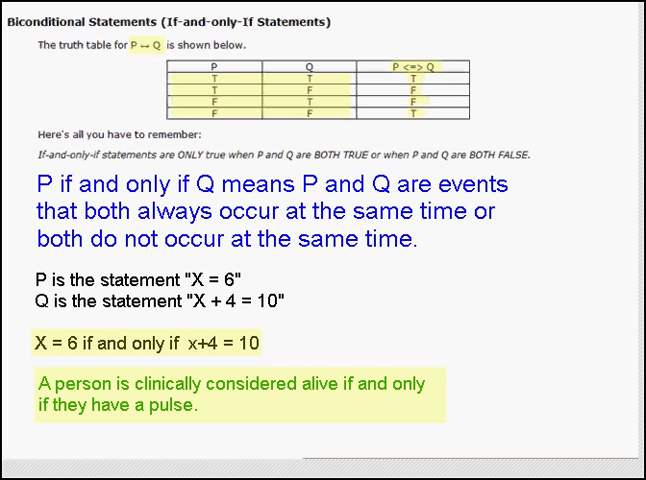 Biconditional Statements (If-and-only-If Statements)
The truth table for P ↔ Q is shown below.
P Q P <=> Q
T T T
T F F
F T F
F F T
Here's all you have to remember:
If-and-only-if statements are ONLY true when P and Q are BOTH TRUE or when P and Q are BOTH FALSE.
P if and only if Q means P and Q are events
that both always occur at the same time or
both do not occur at the same time.
P is the statement "X = 6"
Q is the statement "X + 4 = 10"
X = 6 if and only if x+4 = 10
A person is clinically considered alive if and only
if they have a pulse.